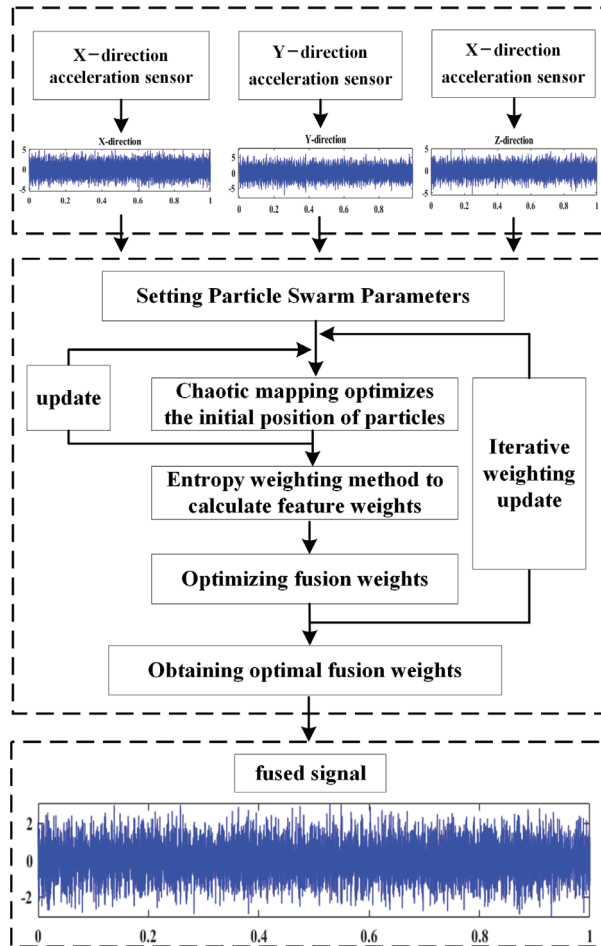 X-direction
acceleration sensor
Y-direction
acceleration sensor
X-direction
acceleration sensor
X-direction
5
0
-5
0
0.2
0.4
0.6
0.8
1
Y-direction
5
0
-5
0
0.2
0.4
0.6
0.8
Z-direction
5
0
-5
0
0.2
0.4
0.6
0.8
1
Setting Particle Swarm Parameters
update
Chaotic mapping optimizes
the initial position of particles
Iterative
weighting
update
Entropy weighting method to
calculate feature weights
Optimizing fusion weights
Obtaining optimal fusion weights
fused signal
2
0
-2
0
0.2
0.4
0.6
0.8
1